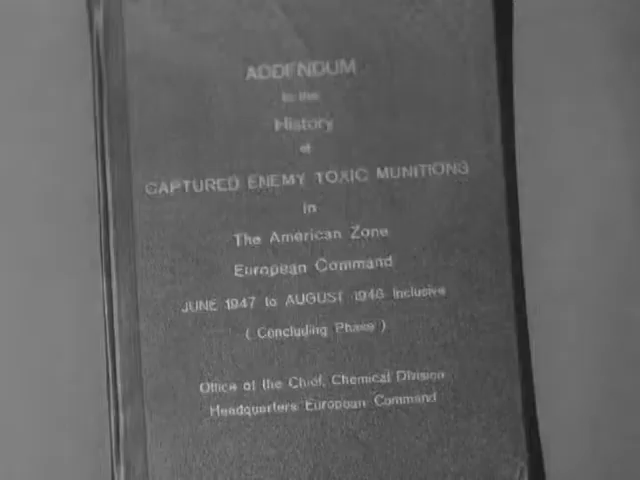 ADDENDUM
to the
History
of
CAPTURED ENEMY TOXIC MUNITIONS
in
The American Zone
European Command
JUNE 1947 to AUGUST 1948 Inclusive
( Concluding Phase )
Office of the Chief, Chemical Division
Headquarters European Command